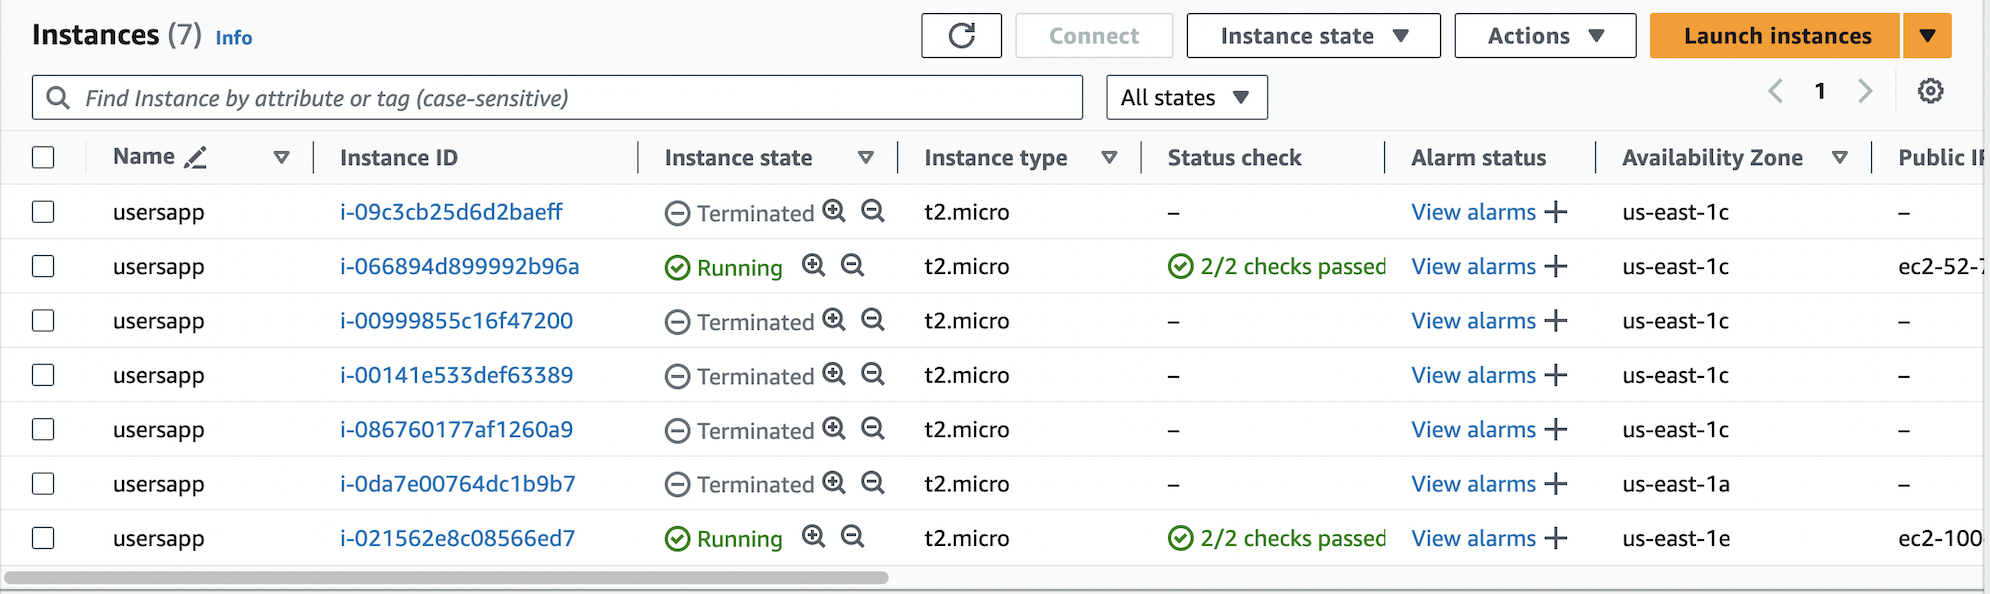 Instances (7) Info
Connect Instance state Actions Launch instances
Find Instance by attribute or tag (case-sensitive) All states 1
Name Instance ID Instance state Instance type Status check Alarm status Availability Zone Public IP
usersapp i-09c3cb25d6d2baeff Terminated t2.micro – View alarms + us-east-1c –
usersapp i-066894d899992b96a Running t2.micro 2/2 checks passed View alarms + us-east-1c ec2-52-7
usersapp i-00999855c16f47200 Terminated t2.micro – View alarms + us-east-1c –
usersapp i-00141e533def63389 Terminated t2.micro – View alarms + us-east-1c –
usersapp i-086760177af1260a9 Terminated t2.micro – View alarms + us-east-1c –
usersapp i-0da7e00764dc1b9b7 Terminated t2.micro – View alarms + us-east-1a –
usersapp i-021562e8c08566ed7 Running t2.micro 2/2 checks passed View alarms + us-east-1e ec2-100